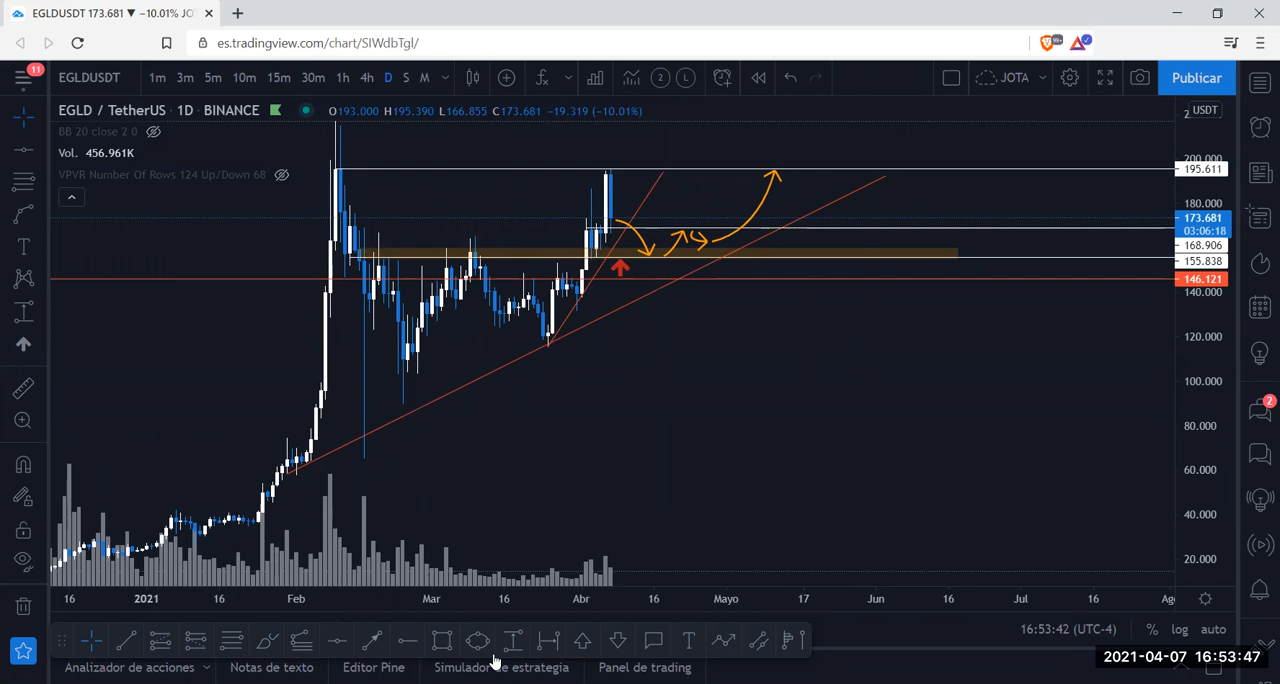 EGLDUSDT 173.681 ▼ −10.01% JO
es.tradingview.com/chart/SIWdbTgl/
99+
11
EGLDUSDT 1m 3m 5m 10m 15m 30m 1h 4h D S M 2 L JOTA Publicar
EGLD / TetherUS · 1D · BINANCE O193.000 H195.390 L166.855 C173.681 −19.319 (−10.01%)
USDT
BB 20 close 2 0
Vol. 456.961K
VPVR Number Of Rows 124 Up/Down 68
200.000
195.611
180.000
173.681
03:06:18
168.906
155.838
146.121
140.000
120.000
100.000
80.000
60.000
40.000
20.000
2
16 2021 16 Feb Mar Abr 16 Mayo 17 Jun 16 Jul 16 Ag
16:53:42 (UTC-4) % log auto
2021-04-07 16:53:47
Analizador de acciones Notas de texto Editor Pine Simulador de estrategia Panel de trading